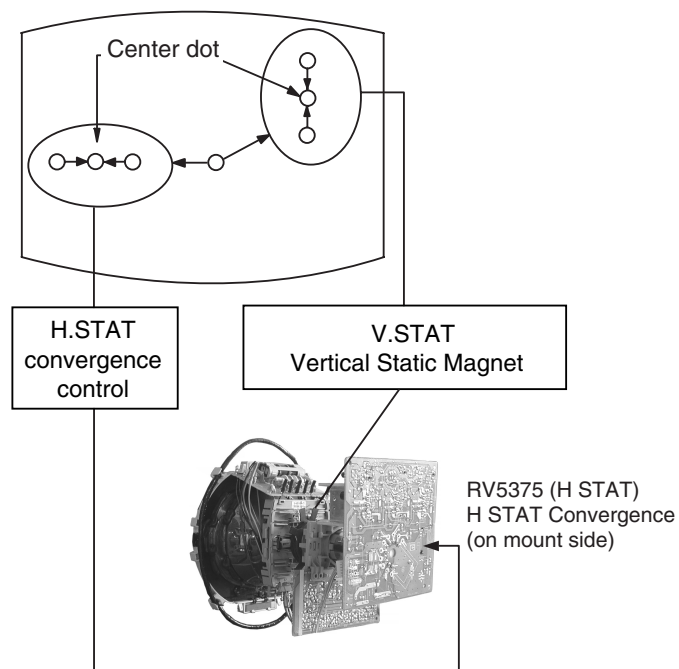 Center dot
H.STAT
convergence
control
V.STAT
Vertical Static Magnet
RV5375 (H STAT)
H STAT Convergence
(on mount side)